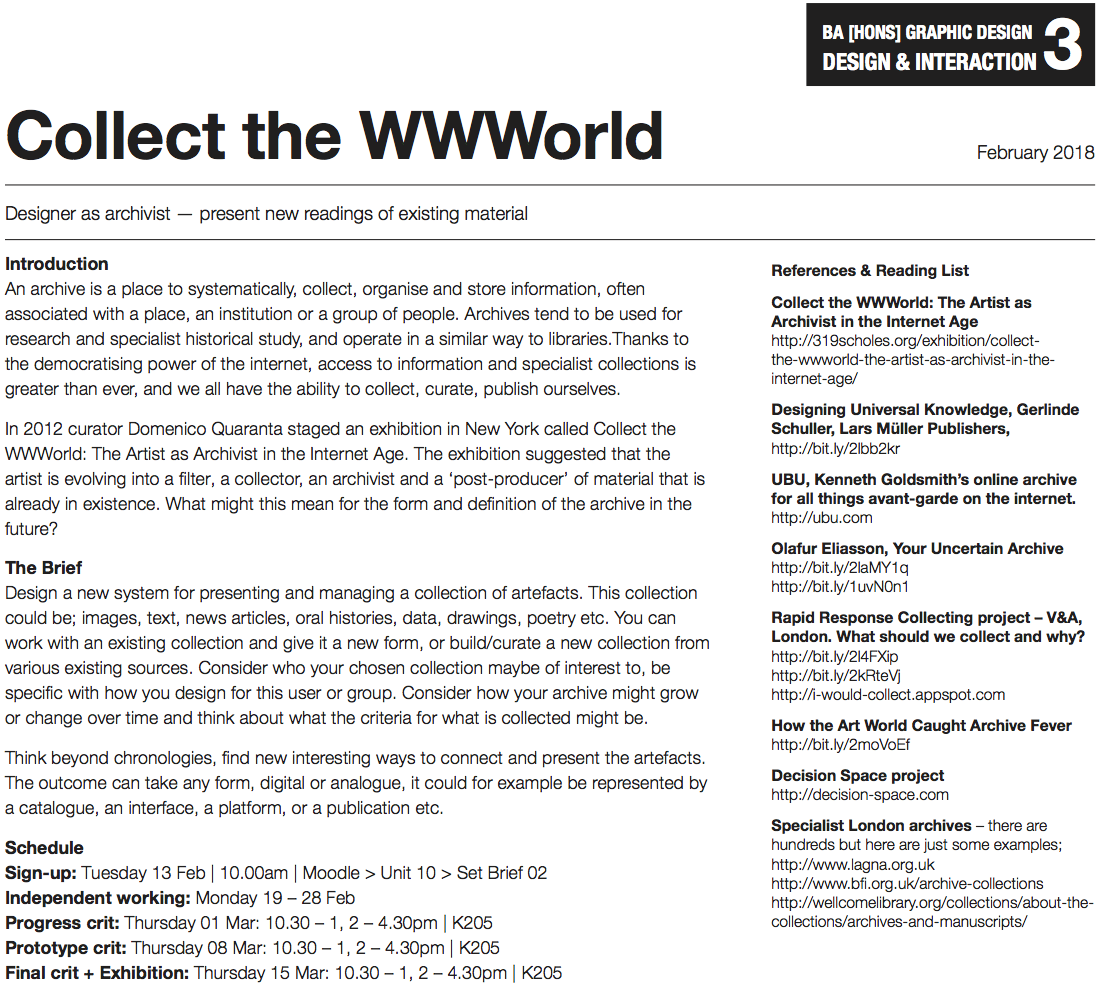 BA [HONS] GRAPHIC DESIGN
DESIGN & INTERACTION
3
Collect the WWWorld
February 2018
Designer as archivist — present new readings of existing material
Introduction
An archive is a place to systematically, collect, organise and store information, often
associated with a place, an institution or a group of people. Archives tend to be used for
research and specialist historical study, and operate in a similar way to libraries.Thanks to
the democratising power of the internet, access to information and specialist collections is
greater than ever, and we all have the ability to collect, curate, publish ourselves.
In 2012 curator Domenico Quaranta staged an exhibition in New York called Collect the
WWWorld: The Artist as Archivist in the Internet Age. The exhibition suggested that the
artist is evolving into a filter, a collector, an archivist and a ‘post-producer’ of material that is
already in existence. What might this mean for the form and definition of the archive in the
future?
The Brief
Design a new system for presenting and managing a collection of artefacts. This collection
could be; images, text, news articles, oral histories, data, drawings, poetry etc. You can
work with an existing collection and give it a new form, or build/curate a new collection from
various existing sources. Consider who your chosen collection maybe of interest to, be
specific with how you design for this user or group. Consider how your archive might grow
or change over time and think about what the criteria for what is collected might be.
Think beyond chronologies, find new interesting ways to connect and present the artefacts.
The outcome can take any form, digital or analogue, it could for example be represented by
a catalogue, an interface, a platform, or a publication etc.
Schedule
Sign-up: Tuesday 13 Feb | 10.00am | Moodle > Unit 10 > Set Brief 02
Independent working: Monday 19 – 28 Feb
Progress crit: Thursday 01 Mar: 10.30 – 1, 2 – 4.30pm | K205
Prototype crit: Thursday 08 Mar: 10.30 – 1, 2 – 4.30pm | K205
Final crit + Exhibition: Thursday 15 Mar: 10.30 – 1, 2 – 4.30pm | K205
References & Reading List
Collect the WWWorld: The Artist as
Archivist in the Internet Age
http://319scholes.org/exhibition/collect-
the-wwworld-the-artist-as-archivist-in-the-
internet-age/
Designing Universal Knowledge, Gerlinde
Schuller, Lars Müller Publishers,
http://bit.ly/2lbb2kr
UBU, Kenneth Goldsmith’s online archive
for all things avant-garde on the internet.
http://ubu.com
Olafur Eliasson, Your Uncertain Archive
http://bit.ly/2laMY1q
http://bit.ly/1uvN0n1
Rapid Response Collecting project – V&A,
London. What should we collect and why?
http://bit.ly/2l4FXip
http://bit.ly/2kRteVj
http://i-would-collect.appspot.com
How the Art World Caught Archive Fever
http://bit.ly/2moVoEf
Decision Space project
http://decision-space.com
Specialist London archives – there are
hundreds but here are just some examples;
http://www.lagna.org.uk
http://www.bfi.org.uk/archive-collections
http://wellcomelibrary.org/collections/about-the-
collections/archives-and-manuscripts/